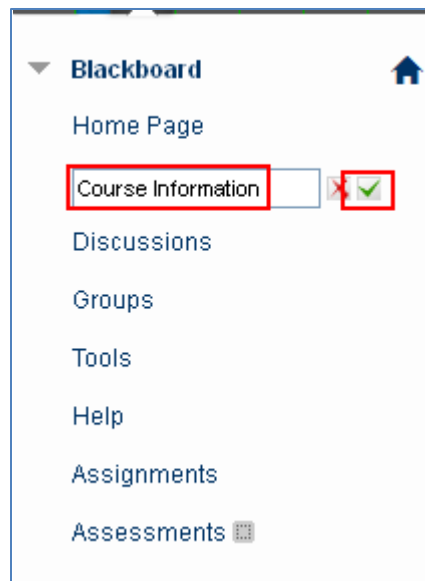 Blackboard
Home Page
Course Information
Discussions
Groups
Tools
Help
Assignments
Assessments